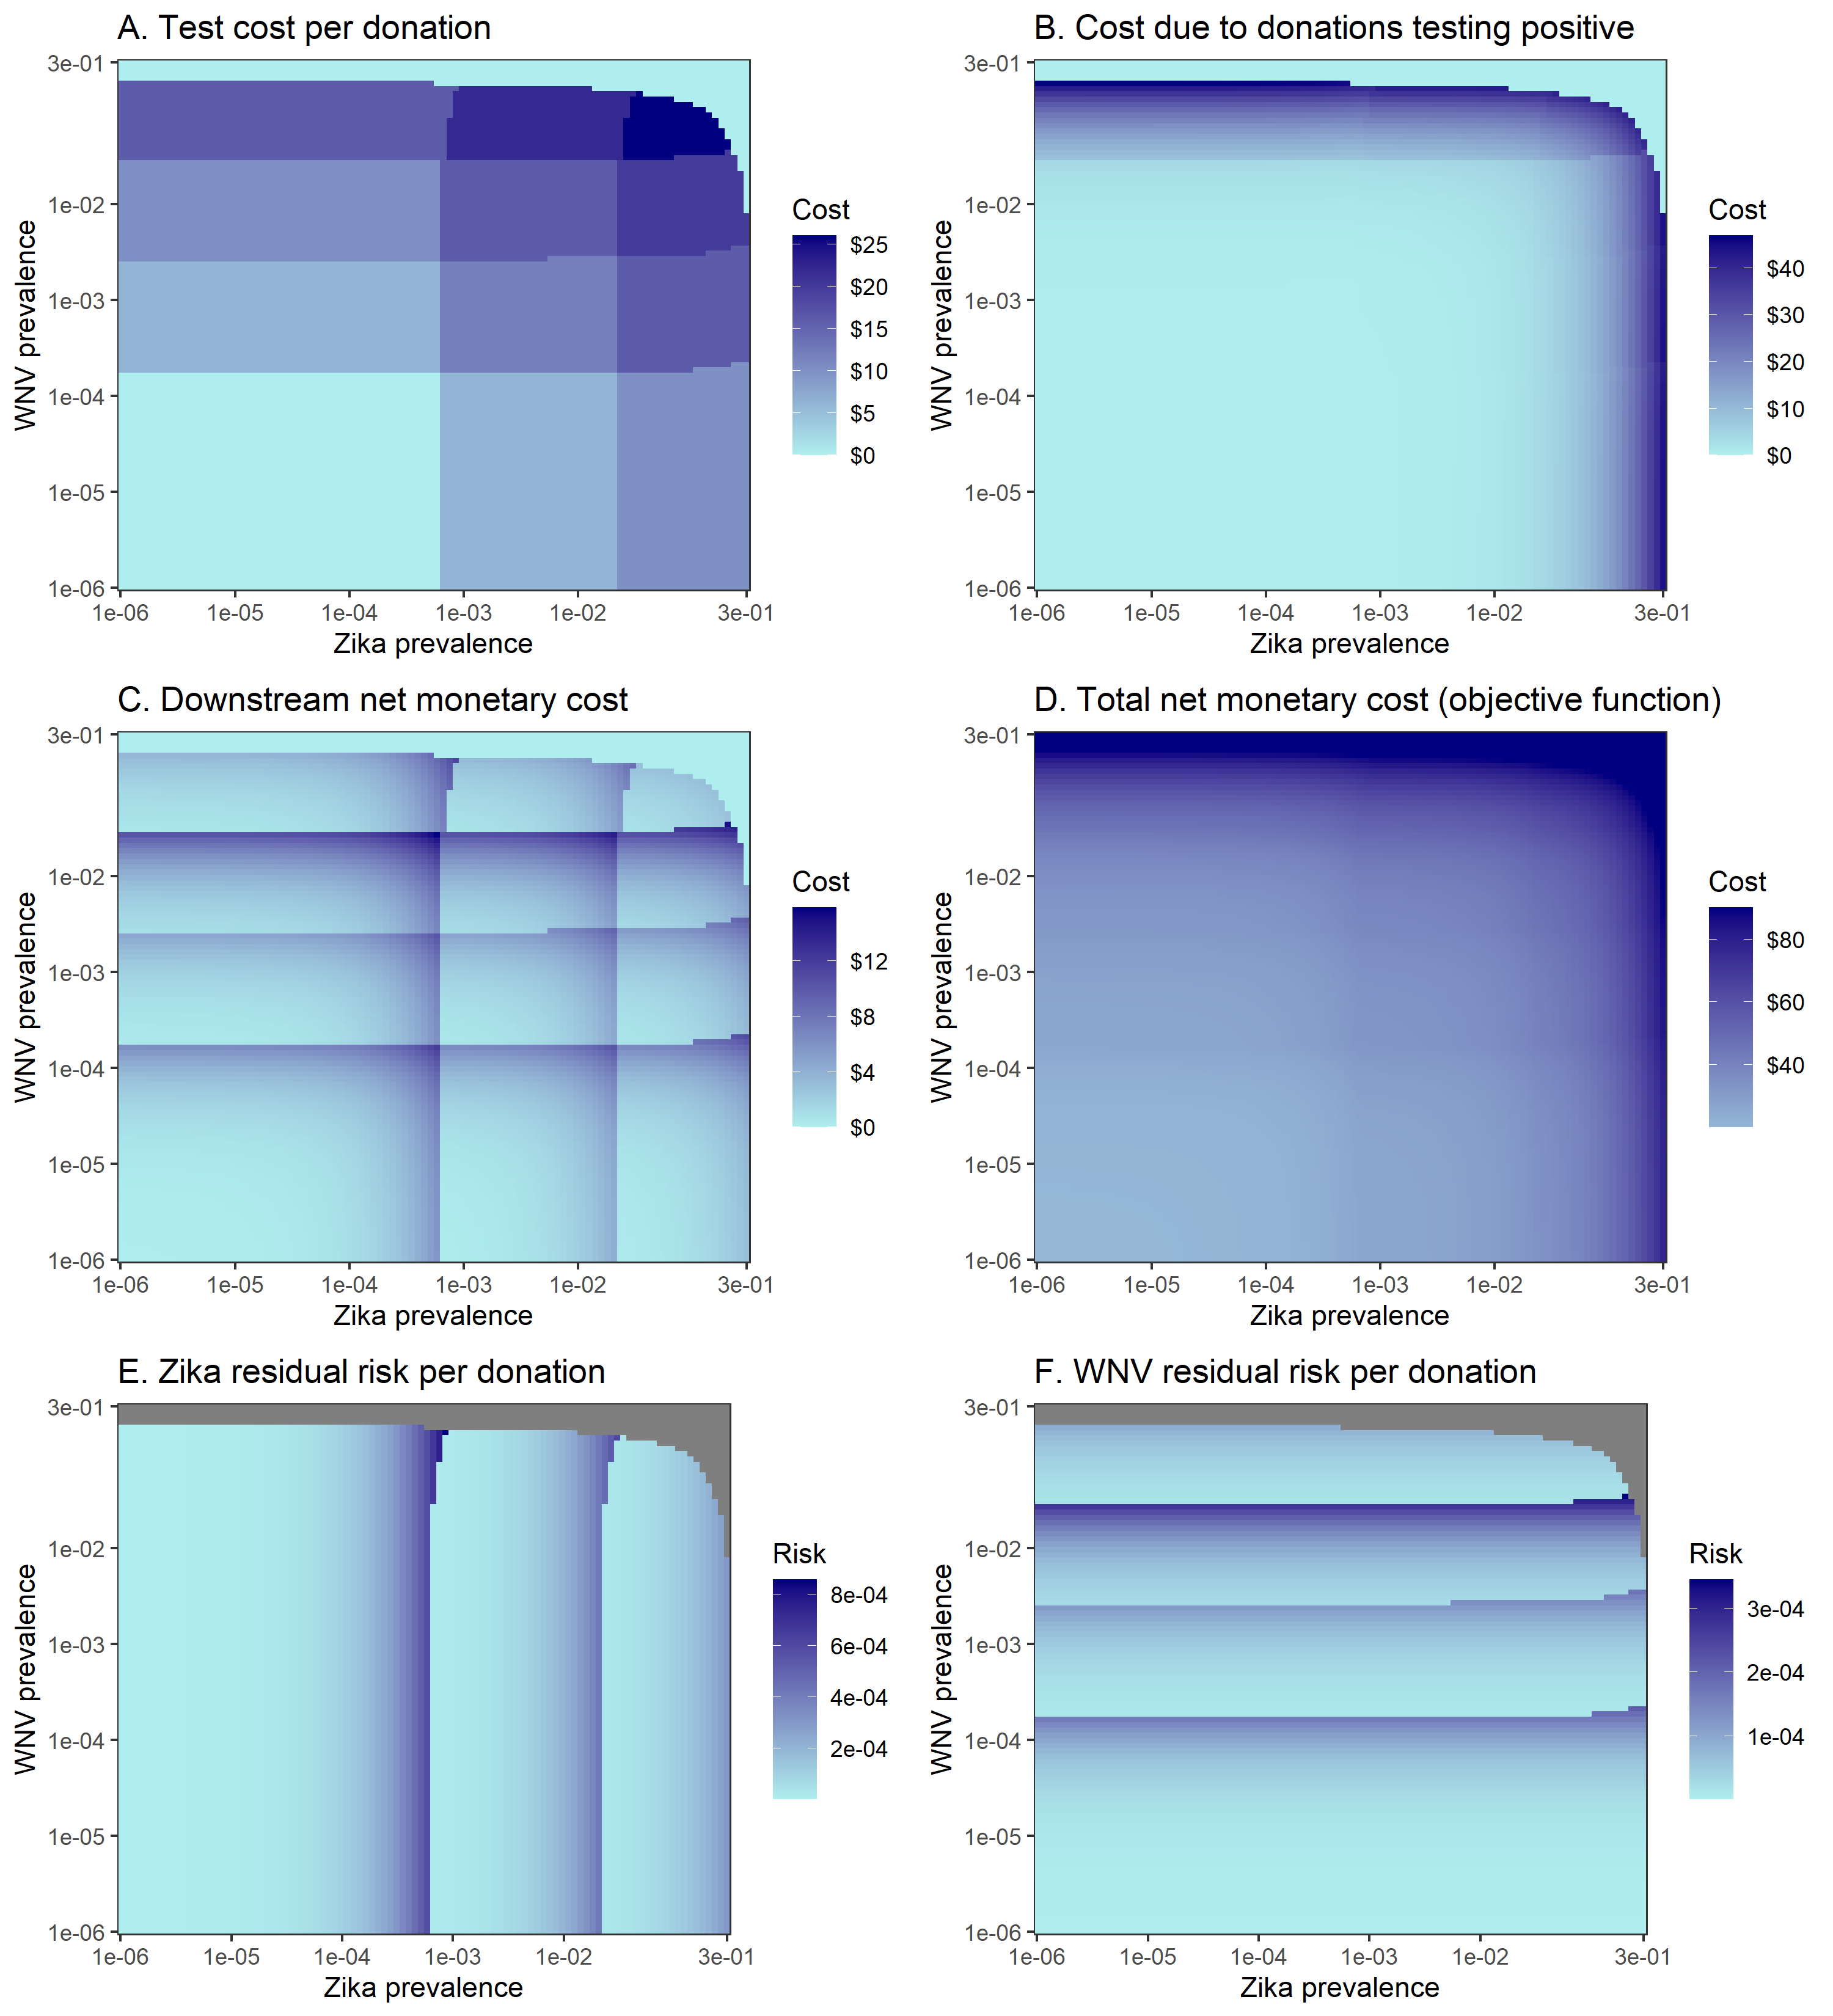 A. Test cost per donation
3e-01
1e-02
1e-03
1e-04
1e-05
1e-06
WNV prevalence
1e-06 1e-05 1e-04 1e-03 1e-02 3e-01
Zika prevalence
Cost
$25
$20
$15
$10
$5
$0
B. Cost due to donations testing positive
3e-01
1e-02
1e-03
1e-04
1e-05
1e-06
WNV prevalence
1e-06 1e-05 1e-04 1e-03 1e-02 3e-01
Zika prevalence
Cost
$40
$30
$20
$10
$0
C. Downstream net monetary cost
3e-01
1e-02
1e-03
1e-04
1e-05
1e-06
WNV prevalence
1e-06 1e-05 1e-04 1e-03 1e-02 3e-01
Zika prevalence
Cost
$12
$8
$4
$0
D. Total net monetary cost (objective function)
3e-01
1e-02
1e-03
1e-04
1e-05
1e-06
WNV prevalence
1e-06 1e-05 1e-04 1e-03 1e-02 3e-01
Zika prevalence
Cost
$80
$60
$40
E. Zika residual risk per donation
3e-01
1e-02
1e-03
1e-04
1e-05
1e-06
WNV prevalence
1e-06 1e-05 1e-04 1e-03 1e-02 3e-01
Zika prevalence
Risk
8e-04
6e-04
4e-04
2e-04
F. WNV residual risk per donation
3e-01
1e-02
1e-03
1e-04
1e-05
1e-06
WNV prevalence
1e-06 1e-05 1e-04 1e-03 1e-02 3e-01
Zika prevalence
Risk
3e-04
2e-04
1e-04